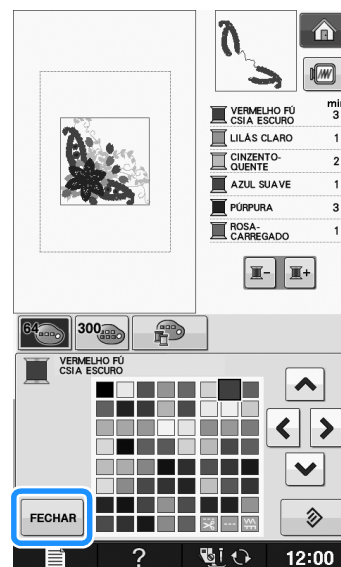 min
VERMELHO FÚ
CSIA ESCURO
3
LILÁS CLARO
1
CINZENTO-
QUENTE
2
AZUL SUAVE
1
PÚRPURA
3
ROSA-
CARREGADO
1
64
300
VERMELHO FÚ
CSIA ESCURO
FECHAR
?
12:00